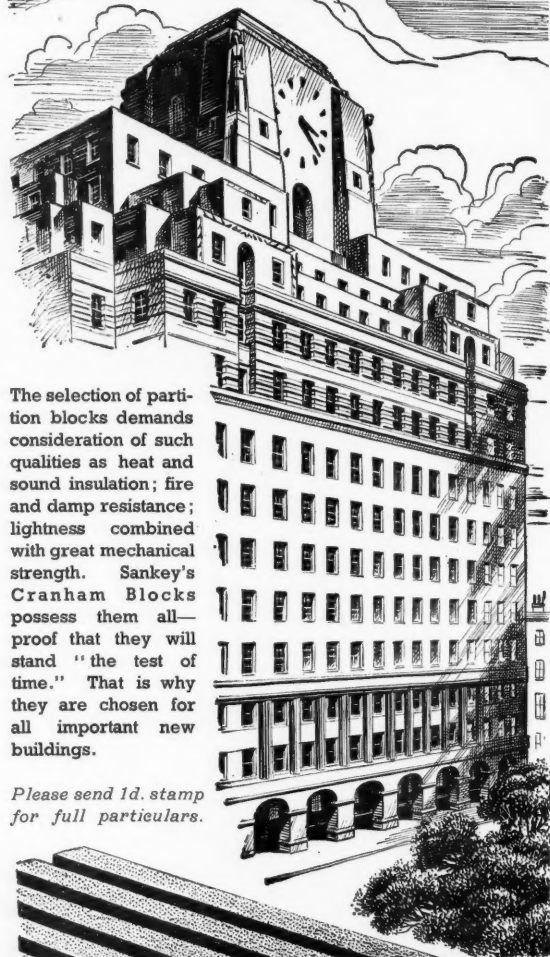 The selection of parti-
tion blocks demands
consideration of such
qualities as heat and
sound insulation; fire
and damp resistance;
lightness combined
with great mechanical
strength. Sankey's
Cranham Blocks
possess them all—
proof that they will
stand "the test of
time." That is why
they are chosen for
all important new
buildings.
Please send 1d. stamp
for full particulars.